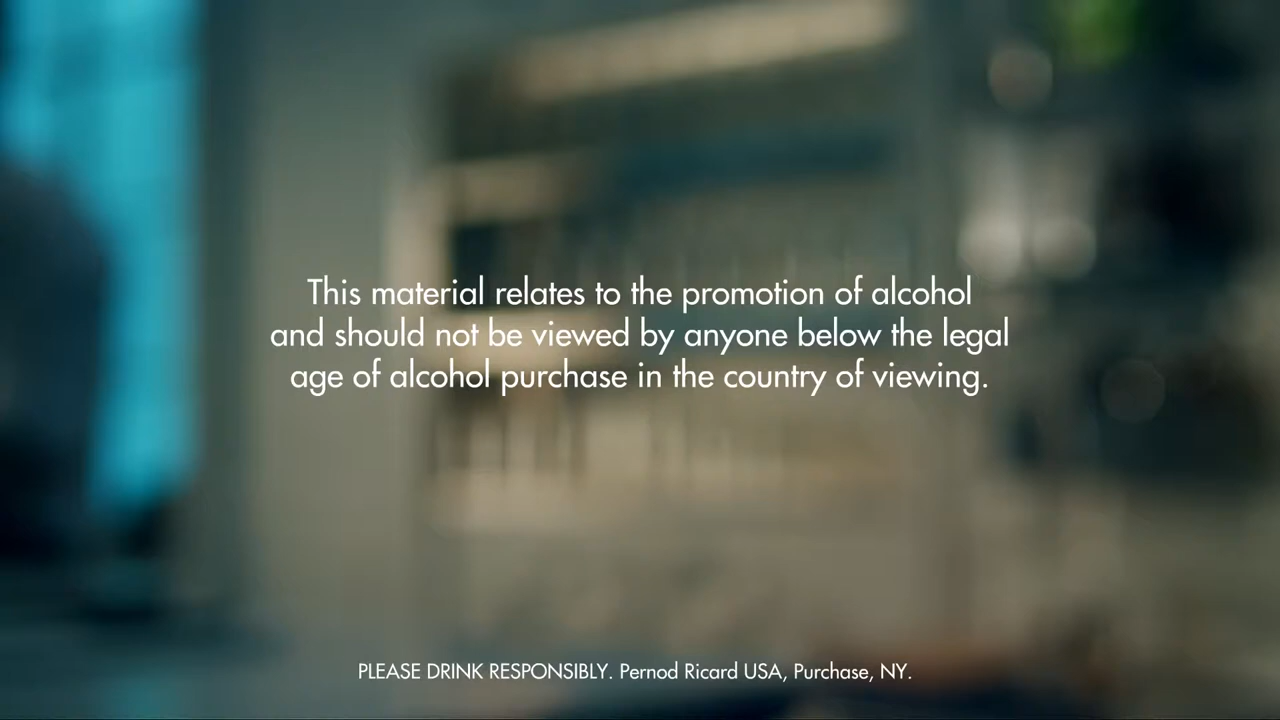 This material relates to the promotion of alcohol
and should not be viewed by anyone below the legal
age of alcohol purchase in the country of viewing.
PLEASE DRINK RESPONSIBLY. Pernod Ricard USA, Purchase, NY.